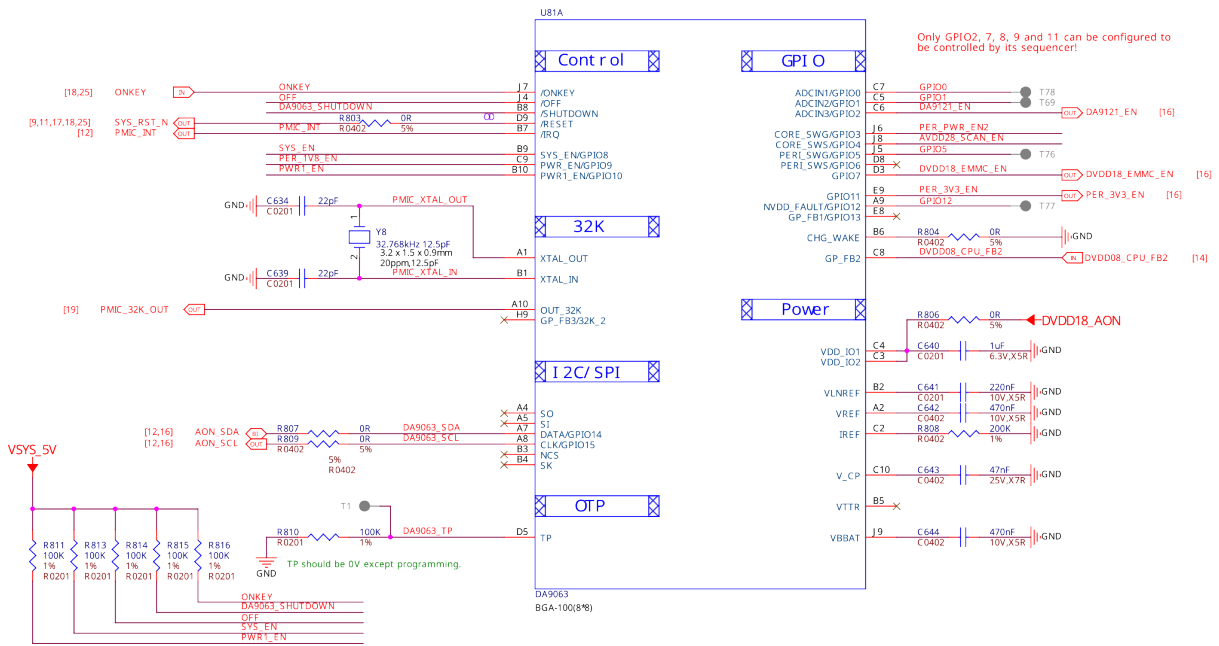 U81A
Only GPIO2, 7, 8, 9 and 11 can be configured to
be controlled by its sequencer!
Control
GPIO
[18,25] ONKEY IN ONKEY J7 /ONKEY
OFF J4 /OFF
DA9063_SHUTDOWN B8 /SHUTDOWN
[9,11,17,18,25] SYS_RST_N OUT R803 0R D9 /RESET
[12] PMIC_INT OUT PMIC_INT R0402 5% B7 /IRQ
SYS_EN B9 SYS_EN/GPIO8
PER_1V8_EN C9 PWR_EN/GPIO9
PWR1_EN B10 PWR1_EN/GPIO10
ADCIN1/GPIO0 C7 GPIO0 T78
ADCIN2/GPIO1 C5 GPIO1 T69
ADCIN3/GPIO2 C6 DA9121_EN OUT DA9121_EN [16]
CORE_SWG/GPIO3 J6 PER_PWR_EN2
CORE_SWS/GPIO4 J8 AVDD28_SCAN_EN
PERI_SWG/GPIO5 J5 GPIO5 T76
PERI_SWS/GPIO6 D8
GPIO7 D3 DVDD18_EMMC_EN OUT DVDD18_EMMC_EN [16]
GPIO11 E9 PER_3V3_EN OUT PER_3V3_EN [16]
NVDD_FAULT/GPIO12 A9 GPIO12 T77
GP_FB1/GPIO13 E8
CHG_WAKE B6 R804 0R GND
R0402 5%
GP_FB2 C8 DVDD08_CPU_FB2 IN DVDD08_CPU_FB2 [14]
GND C634 22pF PMIC_XTAL_OUT
C0201
1
Y8
32.768kHz 12.5pF
3.2 x 1.5 x 0.9mm
20ppm,12.5pF
2
GND C639 22pF PMIC_XTAL_IN
C0201
32K
A1 XTAL_OUT
B1 XTAL_IN
[19] PMIC_32K_OUT OUT A10 OUT_32K
H9 GP_FB3/32K_2
Power
R806 0R DVDD18_AON
R0402 5%
VDD_IO1 C4 C640 1uF GND
VDD_IO2 C3 C0201 6.3V,X5R
VLNREF B2 C641 220nF GND
C0201 10V,X5R
VREF A2 C642 470nF GND
C0402 10V,X5R
IREF C2 R808 200K GND
R0402 1%
V_CP C10 C643 47nF GND
C0402 25V,X7R
VTTR B5
VBBAT J9 C644 470nF GND
C0402 10V,X5R
I2C/SPI
A4 SO
A5 SI
[12,16] AON_SDA BI R807 0R DA9063_SDA A7 DATA/GPIO14
[12,16] AON_SCL OUT R809 0R DA9063_SCL A8 CLK/GPIO15
R0402 5%
B3 NCS
5%
R0402
B4 SK
OTP
T1
R810 100K DA9063_TP D5 TP
R0201 1%
GND
TP should be 0V except programming.
VSYS_5V
R811 R813 R814 R815 R816
100K 100K 100K 100K 100K
1% 1% 1% 1% 1%
R0201 R0201 R0201 R0201 R0201
ONKEY
DA9063_SHUTDOWN
OFF
SYS_EN
PWR1_EN
DA9063
BGA-100(8*8)